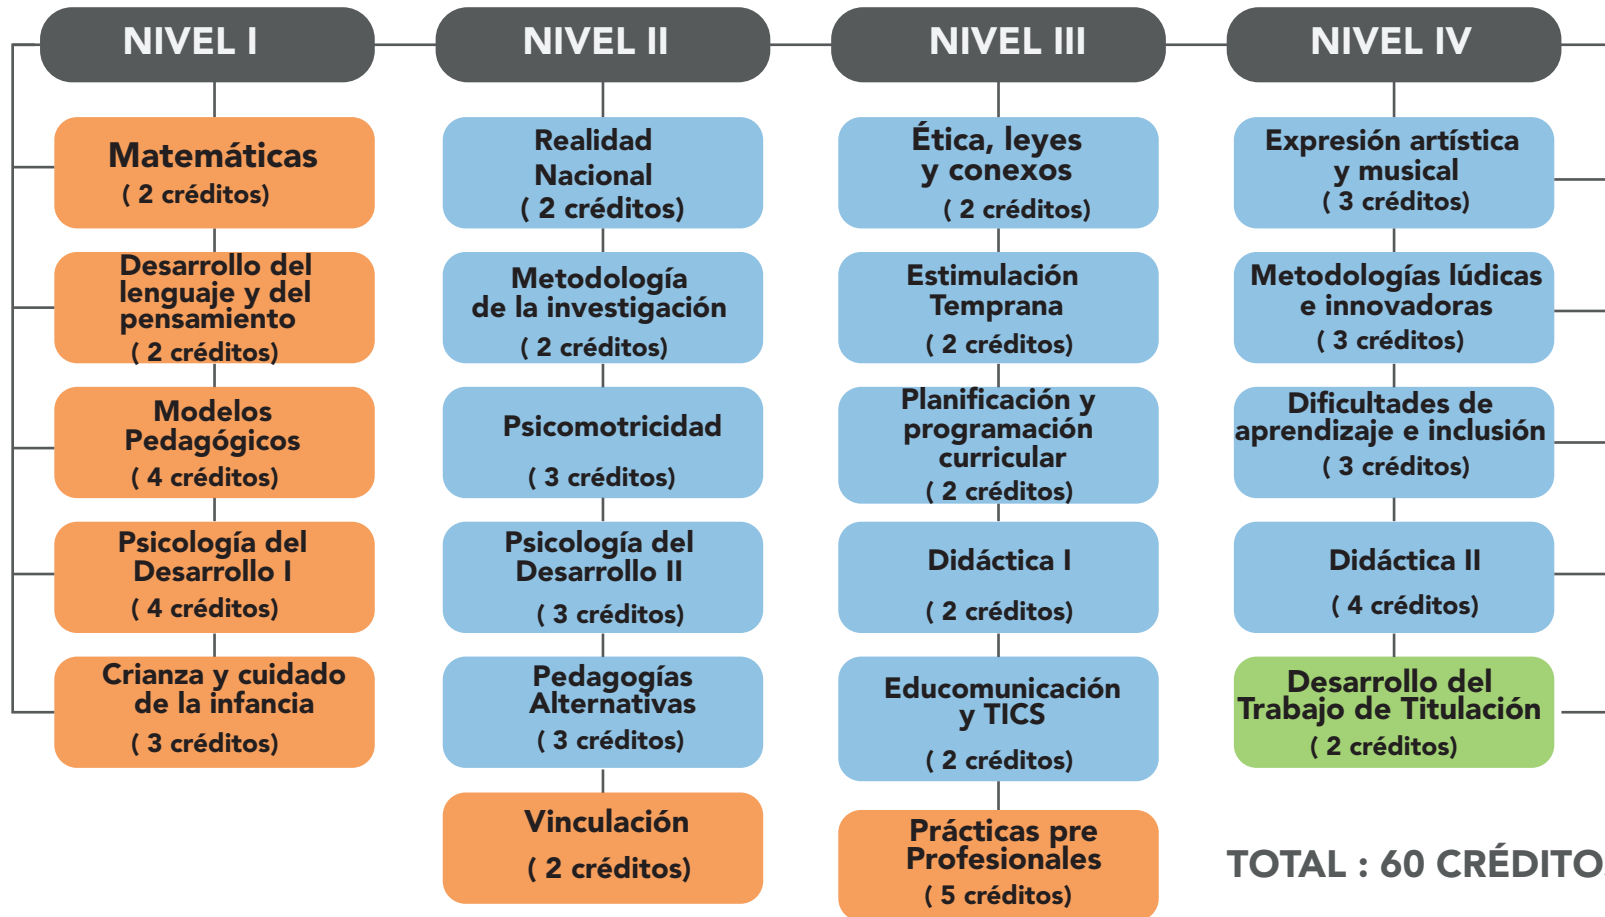 NIVEL I
Matemáticas
( 2 créditos)
Desarrollo del
lenguaje y del
pensamiento
( 2 créditos)
Modelos
Pedagógicos
( 4 créditos)
Psicología del
Desarrollo I
( 4 créditos)
Crianza y cuidado
de la infancia
( 3 créditos)
NIVEL II
Realidad
Nacional
( 2 créditos)
Metodología
de la investigación
( 2 créditos)
Psicomotricidad
( 3 créditos)
Psicología del
Desarrollo II
( 3 créditos)
Pedagogías
Alternativas
( 3 créditos)
Vinculación
( 2 créditos)
NIVEL III
Ética, leyes
y conexos
( 2 créditos)
Estimulación
Temprana
( 2 créditos)
Planificación y
programación
curricular
( 2 créditos)
Didáctica I
( 2 créditos)
Educomunicación
y TICS
( 2 créditos)
Prácticas pre
Profesionales
( 5 créditos)
NIVEL IV
Expresión artística
y musical
( 3 créditos)
Metodologías lúdicas
e innovadoras
( 3 créditos)
Dificultades de
aprendizaje e inclusión
( 3 créditos)
Didáctica II
( 4 créditos)
Desarrollo del
Trabajo de Titulación
( 2 créditos)
TOTAL : 60 CRÉDITO